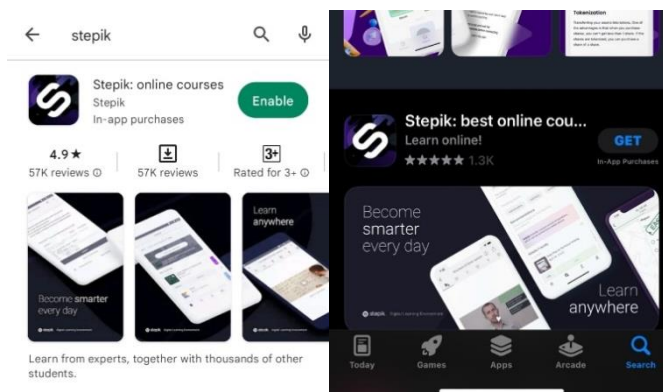 stepik
Stepik: online courses
Stepik
In-app purchases
Enable
4.9★
57K reviews
57K reviews
3+
Rated for 3+
Become smarter
every day
stepik
Learn
anywhere
Learn from experts, together with thousands of other
students.
Tokenization
Stepik: best online cou...
Learn online!
GET
★★★★★ 1.3K
In-App Purchases
Become
smarter
every day
stepik
Learn
anywhere
Today
Games
Apps
Arcade
Search